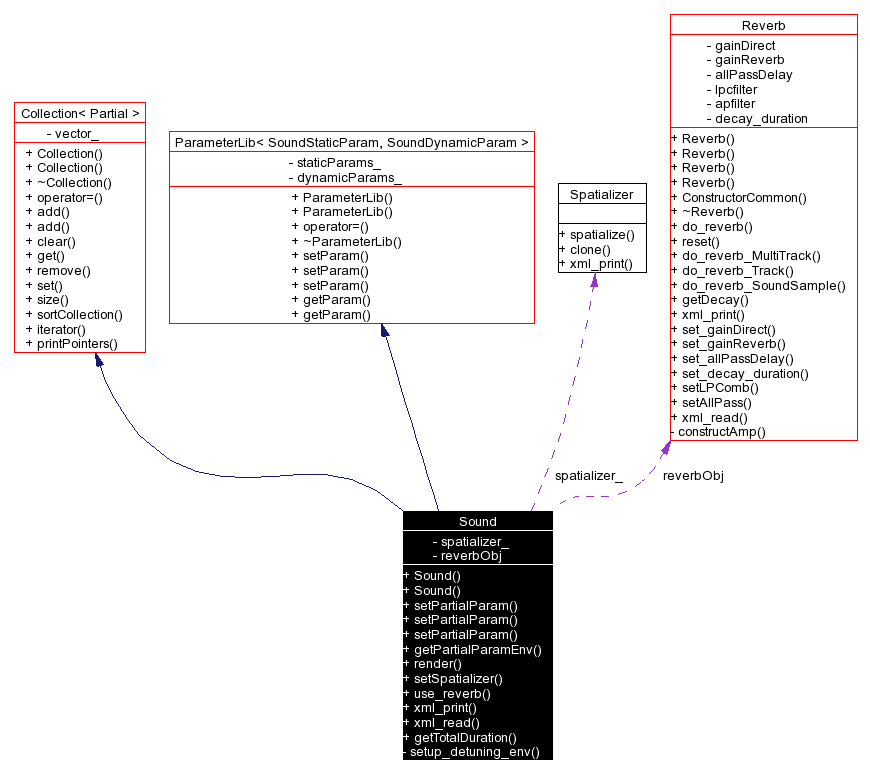 Collection< Partial >
- vector_
+ Collection()
+ Collection()
+ ~Collection()
+ operator=()
+ add()
+ add()
+ clear()
+ get()
+ remove()
+ set()
+ size()
+ sortCollection()
+ iterator()
+ printPointers()
ParameterLib< SoundStaticParam, SoundDynamicParam >
- staticParams_
- dynamicParams_
+ ParameterLib()
+ ParameterLib()
+ operator=()
+ ~ParameterLib()
+ setParam()
+ setParam()
+ setParam()
+ getParam()
+ getParam()
Spatializer
+ spatialize()
+ clone()
+ xml_print()
Reverb
- gainDirect
- gainReverb
- allPassDelay
- lpcfilter
- apfilter
- decay_duration
+ Reverb()
+ Reverb()
+ Reverb()
+ Reverb()
+ ConstructorCommon()
+ ~Reverb()
+ do_reverb()
+ reset()
+ do_reverb_MultiTrack()
+ do_reverb_Track()
+ do_reverb_SoundSample()
+ getDecay()
+ xml_print()
+ set_gainDirect()
+ set_gainReverb()
+ set_allPassDelay()
+ set_decay_duration()
+ setLPComb()
+ setAllPass()
+ xml_read()
- constructAmp()
spatializer_
reverbObj
Sound
- spatializer_
- reverbObj
+ Sound()
+ Sound()
+ setPartialParam()
+ setPartialParam()
+ setPartialParam()
+ getPartialParamEnv()
+ render()
+ setSpatializer()
+ use_reverb()
+ xml_print()
+ xml_read()
+ getTotalDuration()
- setup_detuning_env()